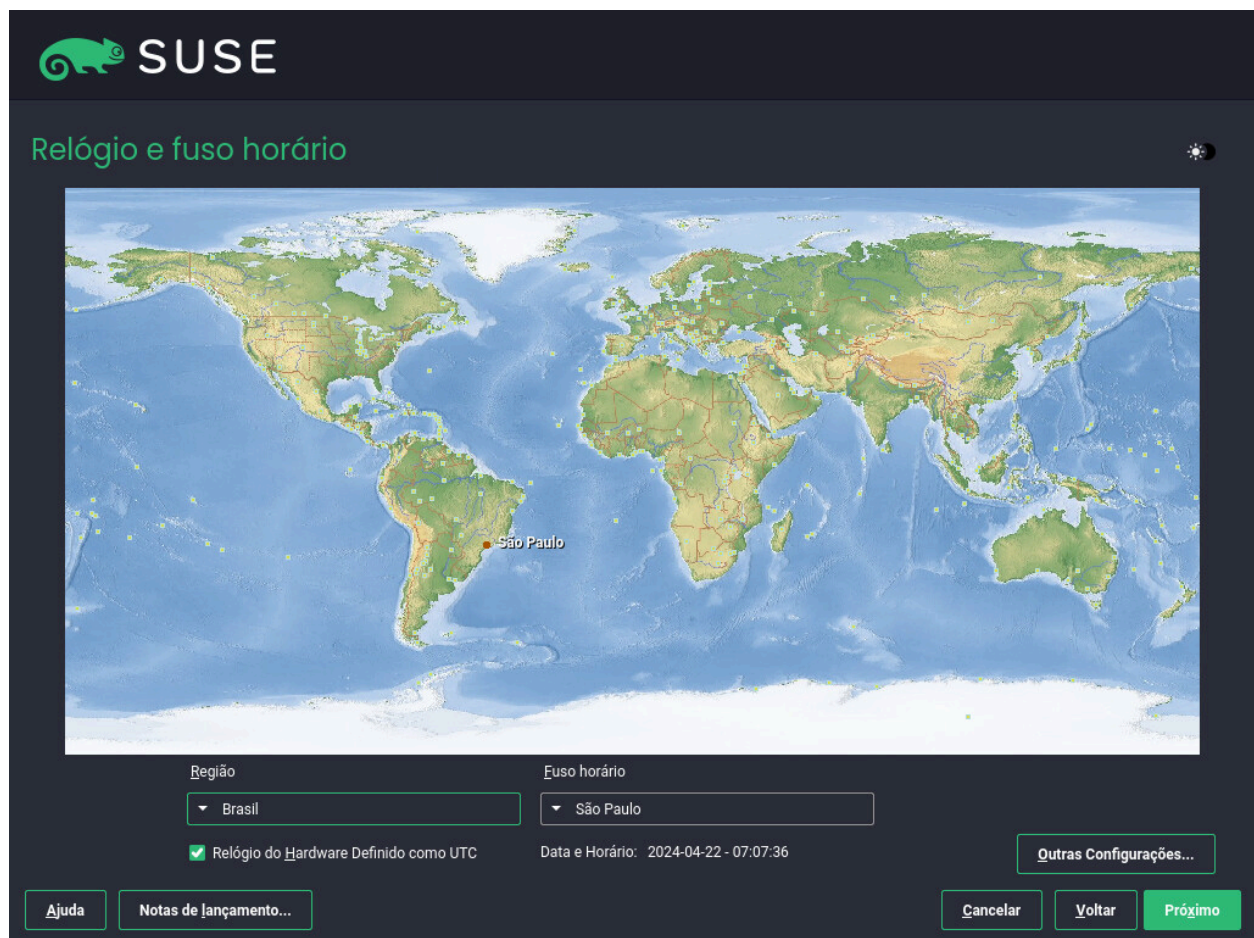 SUSE
Relógio e fuso horário
São Paulo
Região
Fuso horário
Brasil
São Paulo
Relógio do Hardware Definido como UTC
Data e Horário: 2024-04-22 - 07:07:36
Outras Configurações...
Ajuda
Notas de lançamento...
Cancelar
Voltar
Próximo